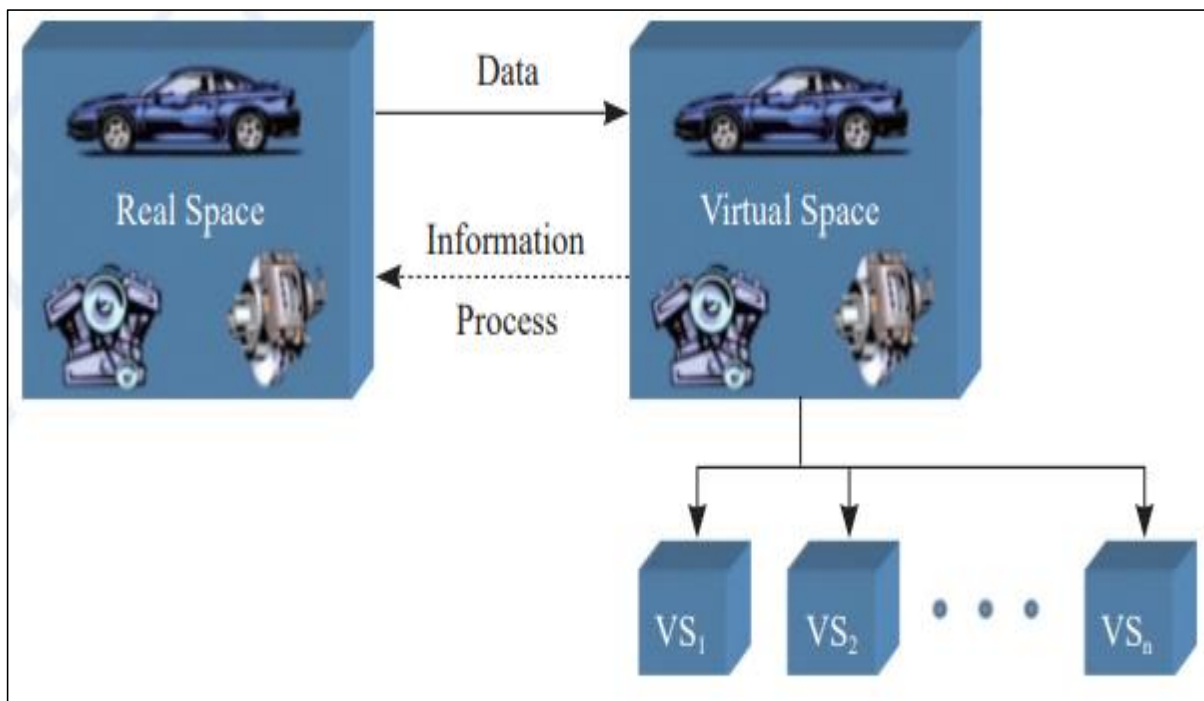 Data
Real Space
Virtual Space
Information
Process
VS₁
VS₂
VSₙ